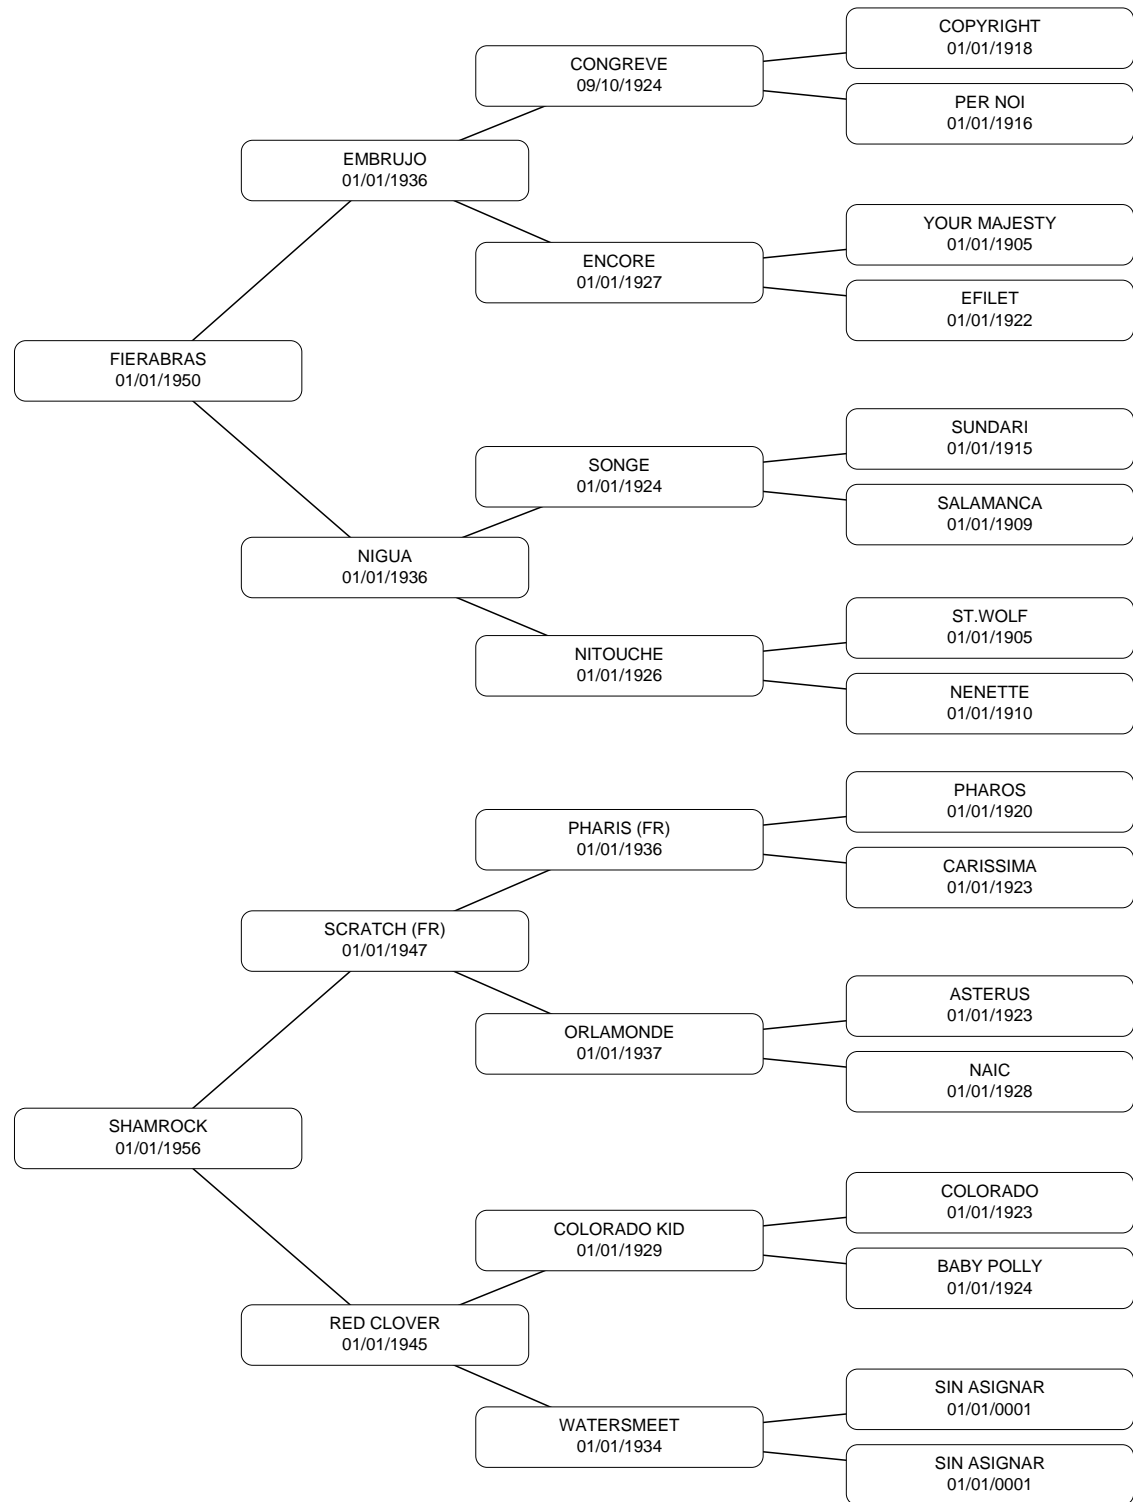 COPYRIGHT
01/01/1918
CONGREVE
09/10/1924
PER NOI
01/01/1916
EMBRUJO
01/01/1936
YOUR MAJESTY
01/01/1905
ENCORE
01/01/1927
EFILET
01/01/1922
FIERABRAS
01/01/1950
SUNDARI
01/01/1915
SONGE
01/01/1924
SALAMANCA
01/01/1909
NIGUA
01/01/1936
ST.WOLF
01/01/1905
NITOUCHE
01/01/1926
NENETTE
01/01/1910
PHAROS
01/01/1920
PHARIS (FR)
01/01/1936
CARISSIMA
01/01/1923
SCRATCH (FR)
01/01/1947
ASTERUS
01/01/1923
ORLAMONDE
01/01/1937
NAIC
01/01/1928
SHAMROCK
01/01/1956
COLORADO
01/01/1923
COLORADO KID
01/01/1929
BABY POLLY
01/01/1924
RED CLOVER
01/01/1945
SIN ASIGNAR
01/01/0001
WATERSMEET
01/01/1934
SIN ASIGNAR
01/01/0001